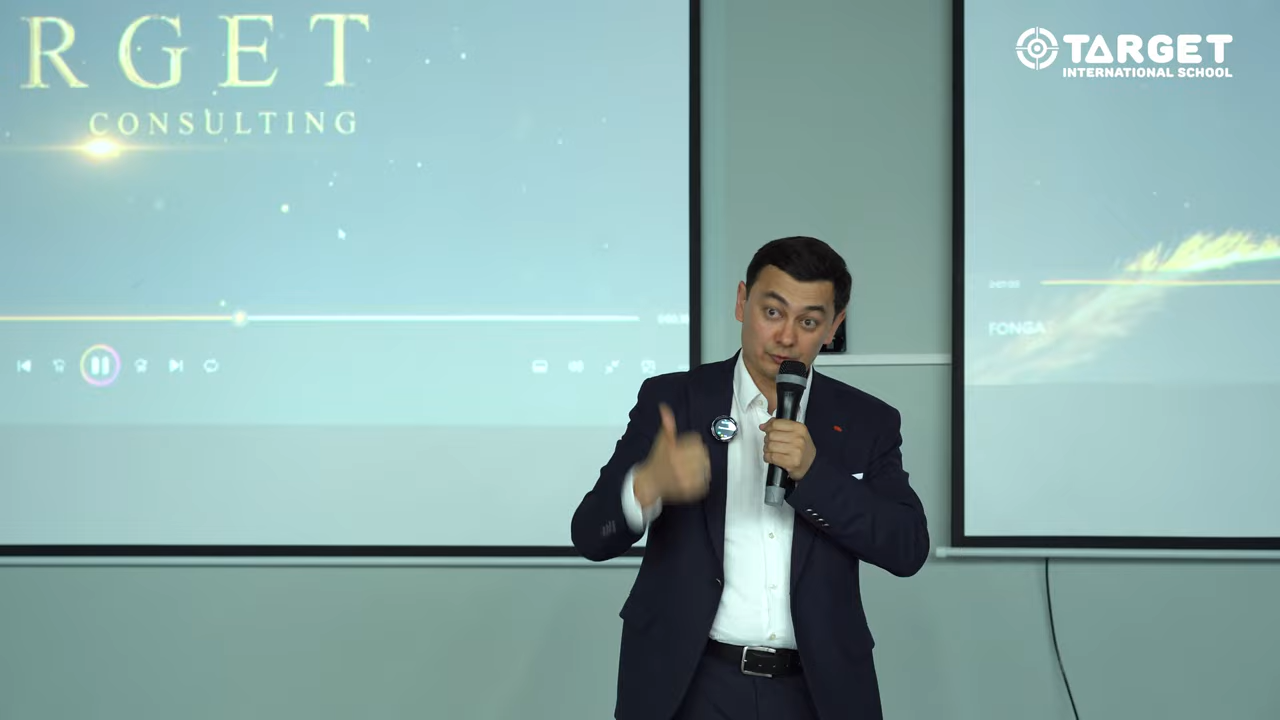 RGET
CONSULTING
TARGET
INTERNATIONAL SCHOOL
FONGA